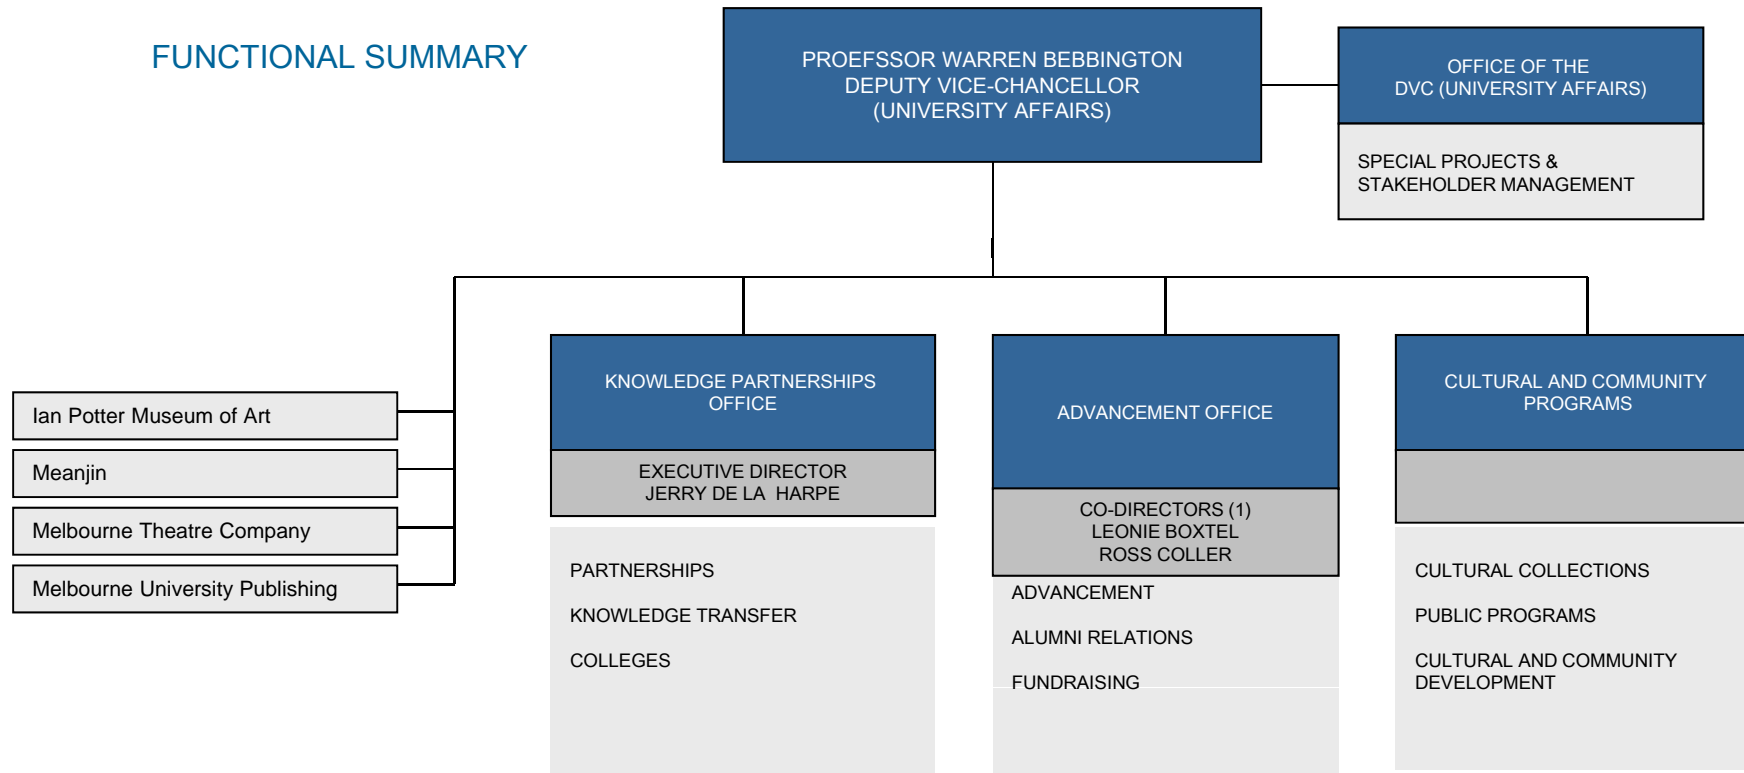 FUNCTIONAL SUMMARY
PROEFSSOR WARREN BEBBINGTON
DEPUTY VICE-CHANCELLOR
(UNIVERSITY AFFAIRS)
OFFICE OF THE
DVC (UNIVERSITY AFFAIRS)
SPECIAL PROJECTS &
STAKEHOLDER MANAGEMENT
Ian Potter Museum of Art
Meanjin
Melbourne Theatre Company
Melbourne University Publishing
KNOWLEDGE PARTNERSHIPS
OFFICE
EXECUTIVE DIRECTOR
JERRY DE LA  HARPE
PARTNERSHIPS
KNOWLEDGE TRANSFER
COLLEGES
ADVANCEMENT OFFICE
CO-DIRECTORS (1)
LEONIE BOXTEL
ROSS COLLER
ADVANCEMENT
ALUMNI RELATIONS
FUNDRAISING
CULTURAL AND COMMUNITY
PROGRAMS
CULTURAL COLLECTIONS
PUBLIC PROGRAMS
CULTURAL AND COMMUNITY
DEVELOPMENT